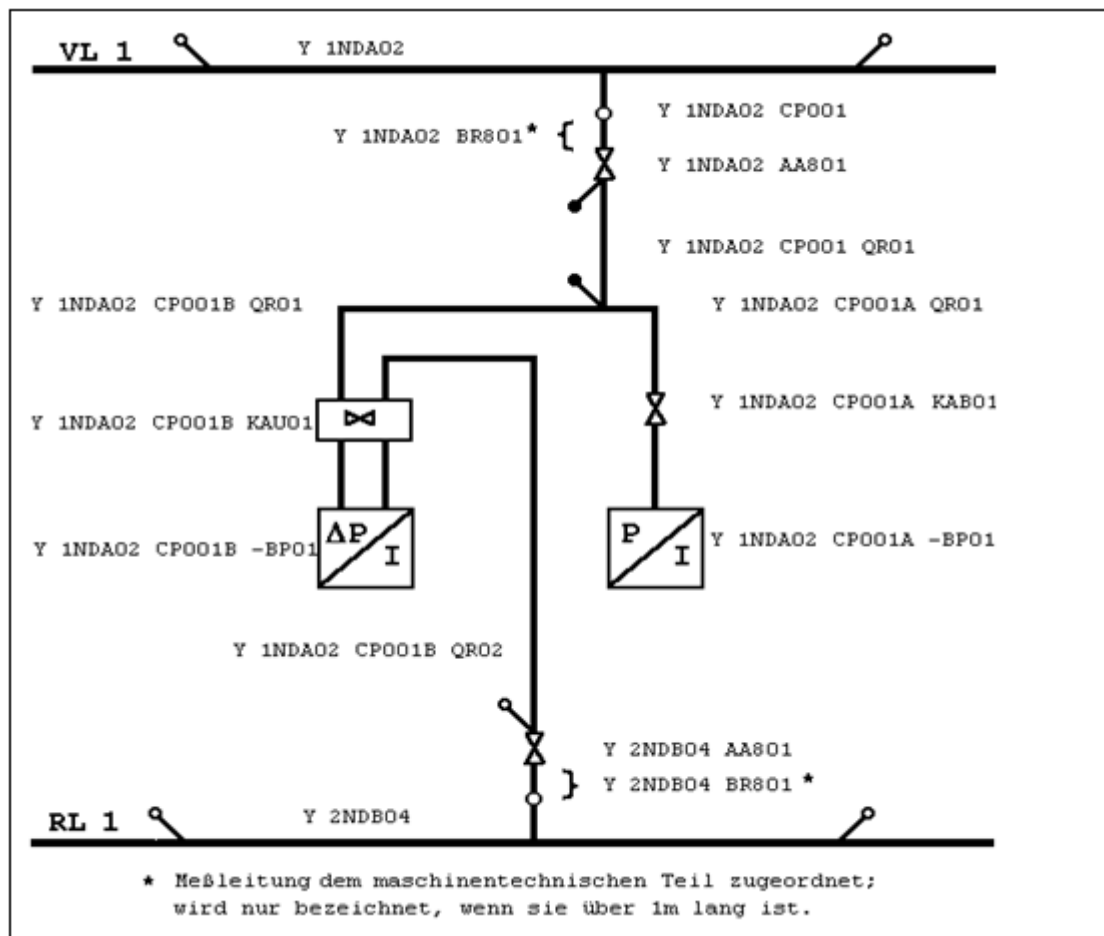 VL 1
Y 1NDA02
Y 1NDA02 CP001
Y 1NDA02 BR801*
Y 1NDA02 AA801
Y 1NDA02 CP001 QR01
Y 1NDA02 CP001B QR01
Y 1NDA02 CP001A QR01
Y 1NDA02 CP001B KAU01
Y 1NDA02 CP001A KAB01
ΔP
I
P
I
Y 1NDA02 CP001B -BP01
Y 1NDA02 CP001A -BP01
Y 1NDA02 CP001B QR02
Y 2NDB04 AA801
Y 2NDB04 BR801 *
RL 1
Y 2NDB04
* Meßleitung dem maschinentechnischen Teil zugeordnet;
wird nur bezeichnet, wenn sie über 1m lang ist.